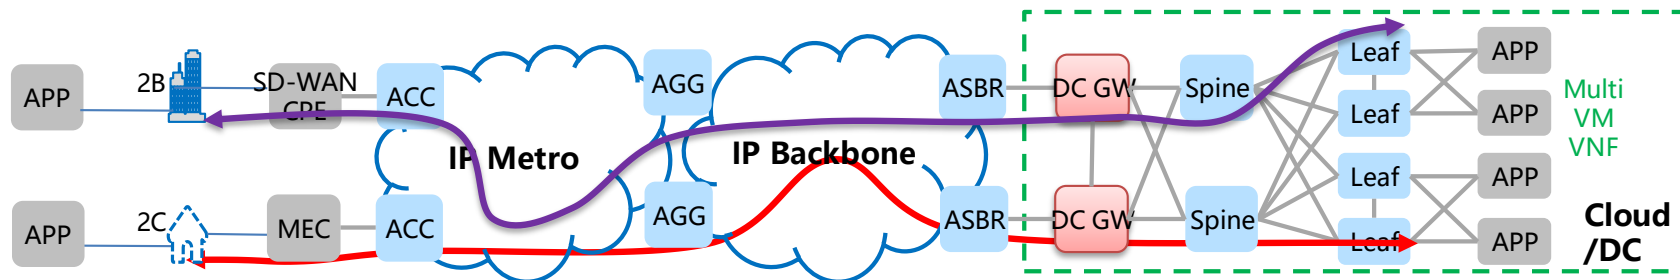 APP
2B
SD-WAN
CPE
ACC
AGG
ASBR
DC GW
Spine
Leaf
APP
Leaf
APP
Multi
VM
VNF
IP Metro
IP Backbone
APP
2C
MEC
ACC
AGG
ASBR
DC GW
Spine
Leaf
APP
Leaf
APP
Cloud
/DC